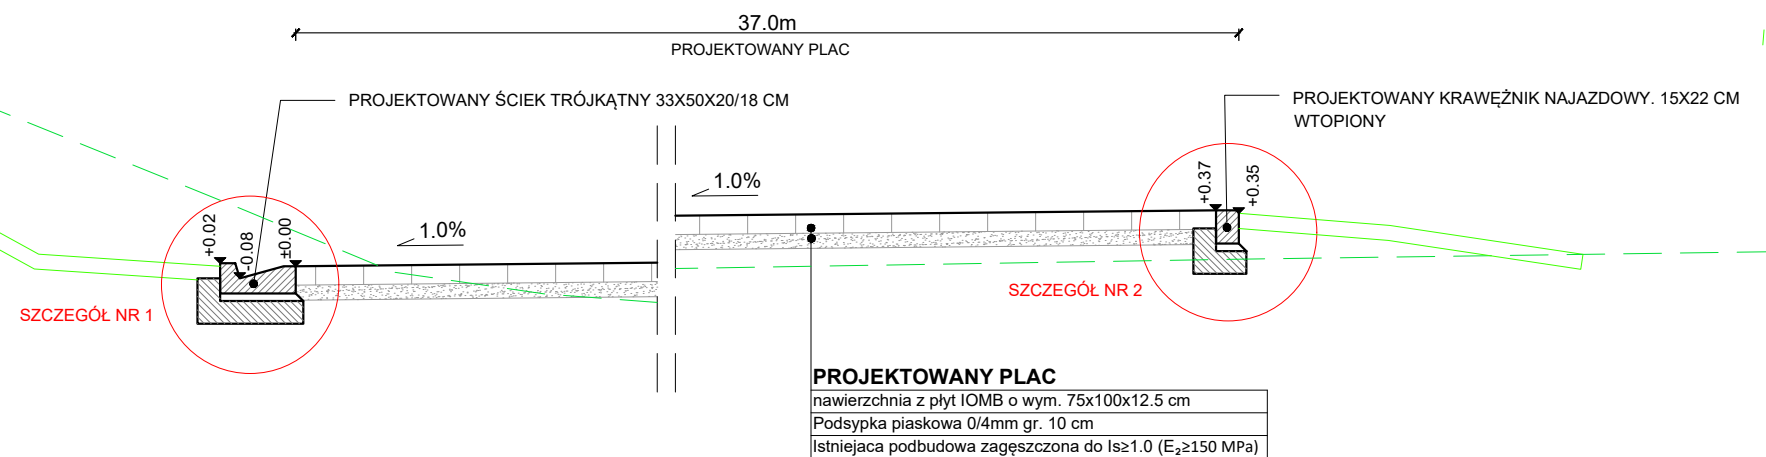 37.0m
PROJEKTOWANY PLAC
PROJEKTOWANY ŚCIEK TRÓJKĄTNY 33X50X20/18 CM
PROJEKTOWANY KRAWĘŻNIK NAJAZDOWY. 15X22 CM
WTOPIONY
+0.02
-0.08
±0.00
1.0%
1.0%
+0.37
+0.35
SZCZEGÓŁ NR 1
SZCZEGÓŁ NR 2
PROJEKTOWANY PLAC
nawierzchnia z płyt IOMB o wym. 75x100x12.5 cm
Podsypka piaskowa 0/4mm gr. 10 cm
Istniejaca podbudowa zagęszczona do Is≥1.0 (E₂≥150 MPa)